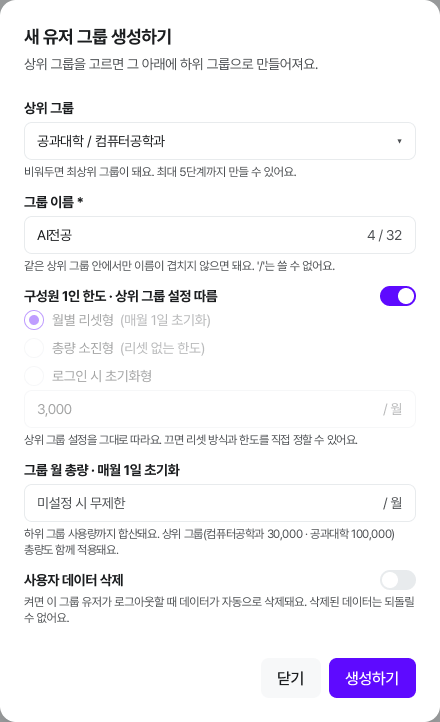 새 유저 그룹 생성하기
상위 그룹을 고르면 그 아래에 하위 그룹으로 만들어져요.
상위 그룹
공과대학 / 컴퓨터공학과
비워두면 최상위 그룹이 돼요. 최대 5단계까지 만들 수 있어요.
그룹 이름 *
AI전공 4 / 32
같은 상위 그룹 안에서만 이름이 겹치지 않으면 돼요. '/'는 쓸 수 없어요.
구성원 1인 한도 · 상위 그룹 설정 따름
월별 리셋형 (매월 1일 초기화)
총량 소진형 (리셋 없는 한도)
로그인 시 초기화형
3,000 / 월
상위 그룹 설정을 그대로 따라요. 끄면 리셋 방식과 한도를 직접 정할 수 있어요.
그룹 월 총량 · 매월 1일 초기화
미설정 시 무제한 / 월
하위 그룹 사용량까지 합산돼요. 상위 그룹(컴퓨터공학과 30,000 · 공과대학 100,000)
총량도 함께 적용돼요.
사용자 데이터 삭제
켜면 이 그룹 유저가 로그아웃할 때 데이터가 자동으로 삭제돼요. 삭제된 데이터는 되돌릴
수 없어요.
닫기 생성하기